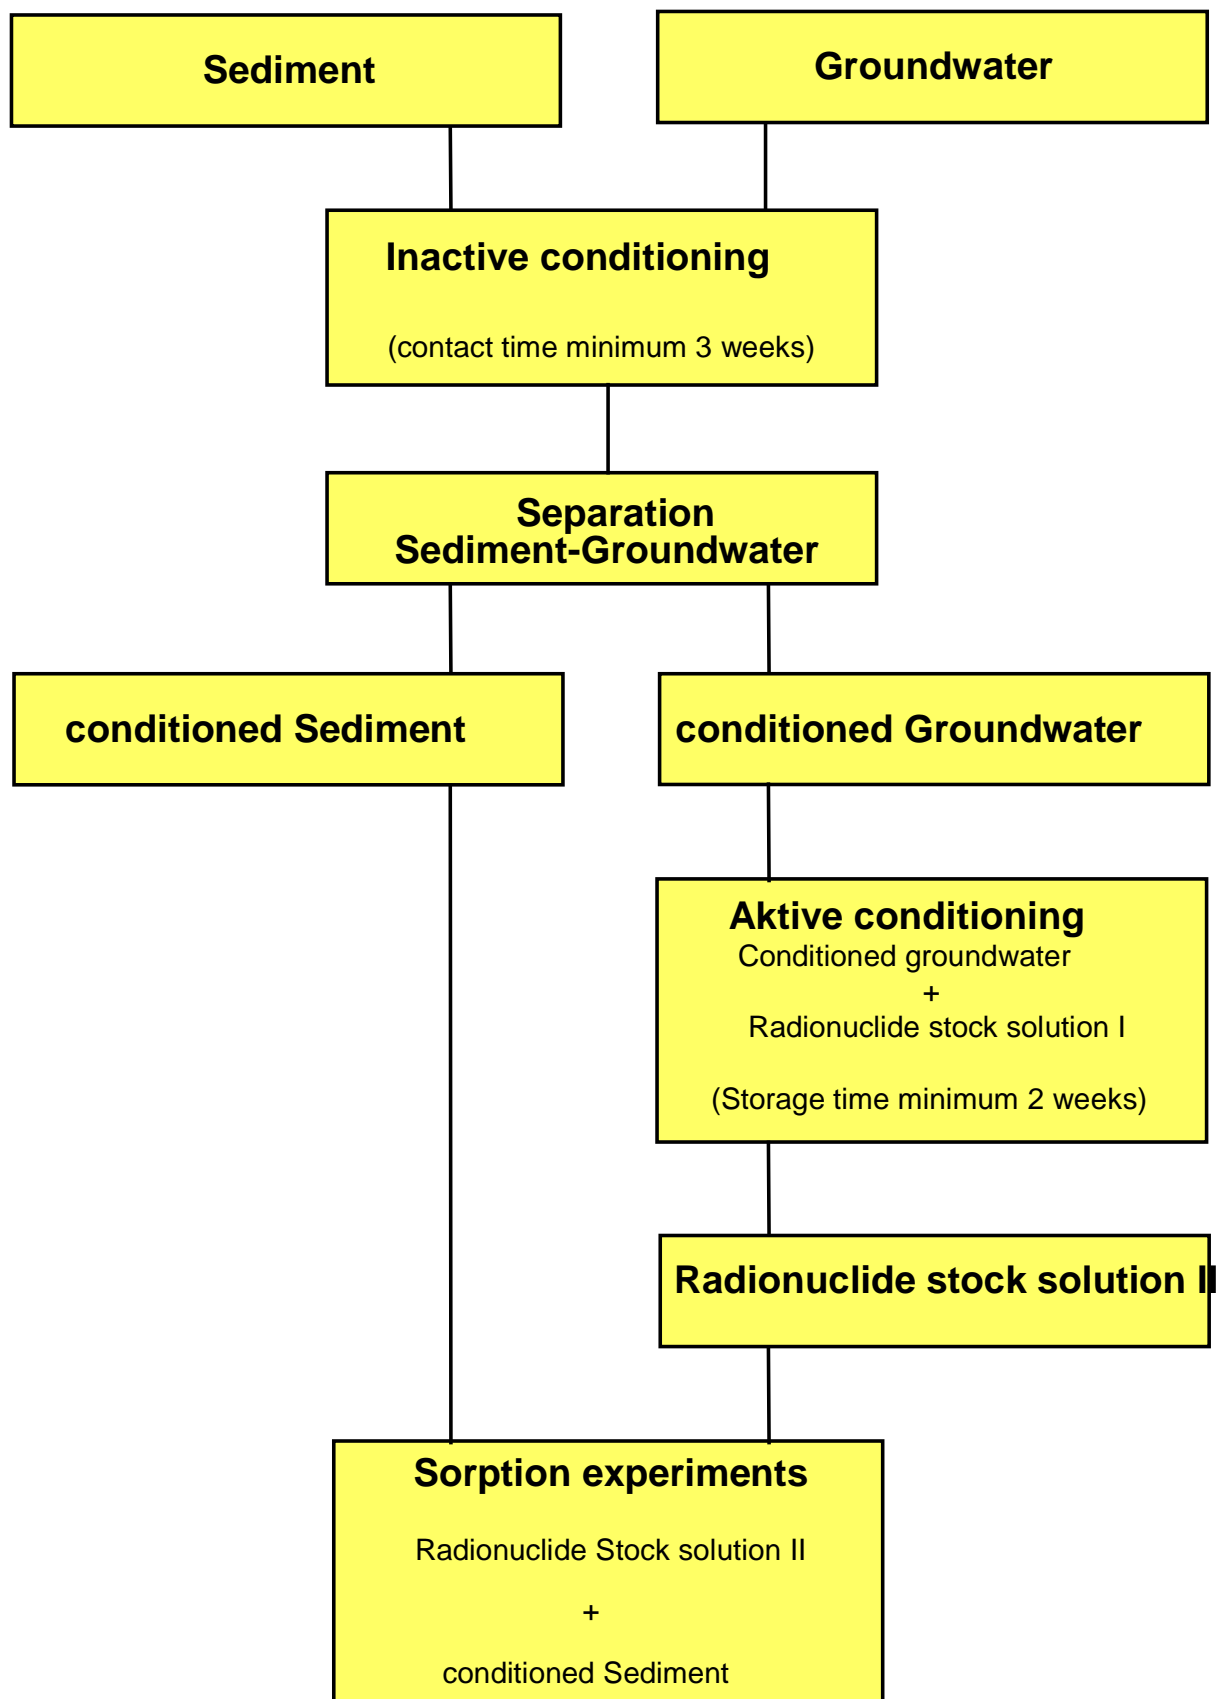 Sediment
Groundwater
Inactive conditioning
(contact time minimum 3 weeks)
Separation
Sediment-Groundwater
conditioned Sediment
conditioned Groundwater
Aktive conditioning
Conditioned groundwater
+
Radionuclide stock solution I
(Storage time minimum 2 weeks)
Radionuclide stock solution II
Sorption experiments
Radionuclide Stock solution II
+
conditioned Sediment